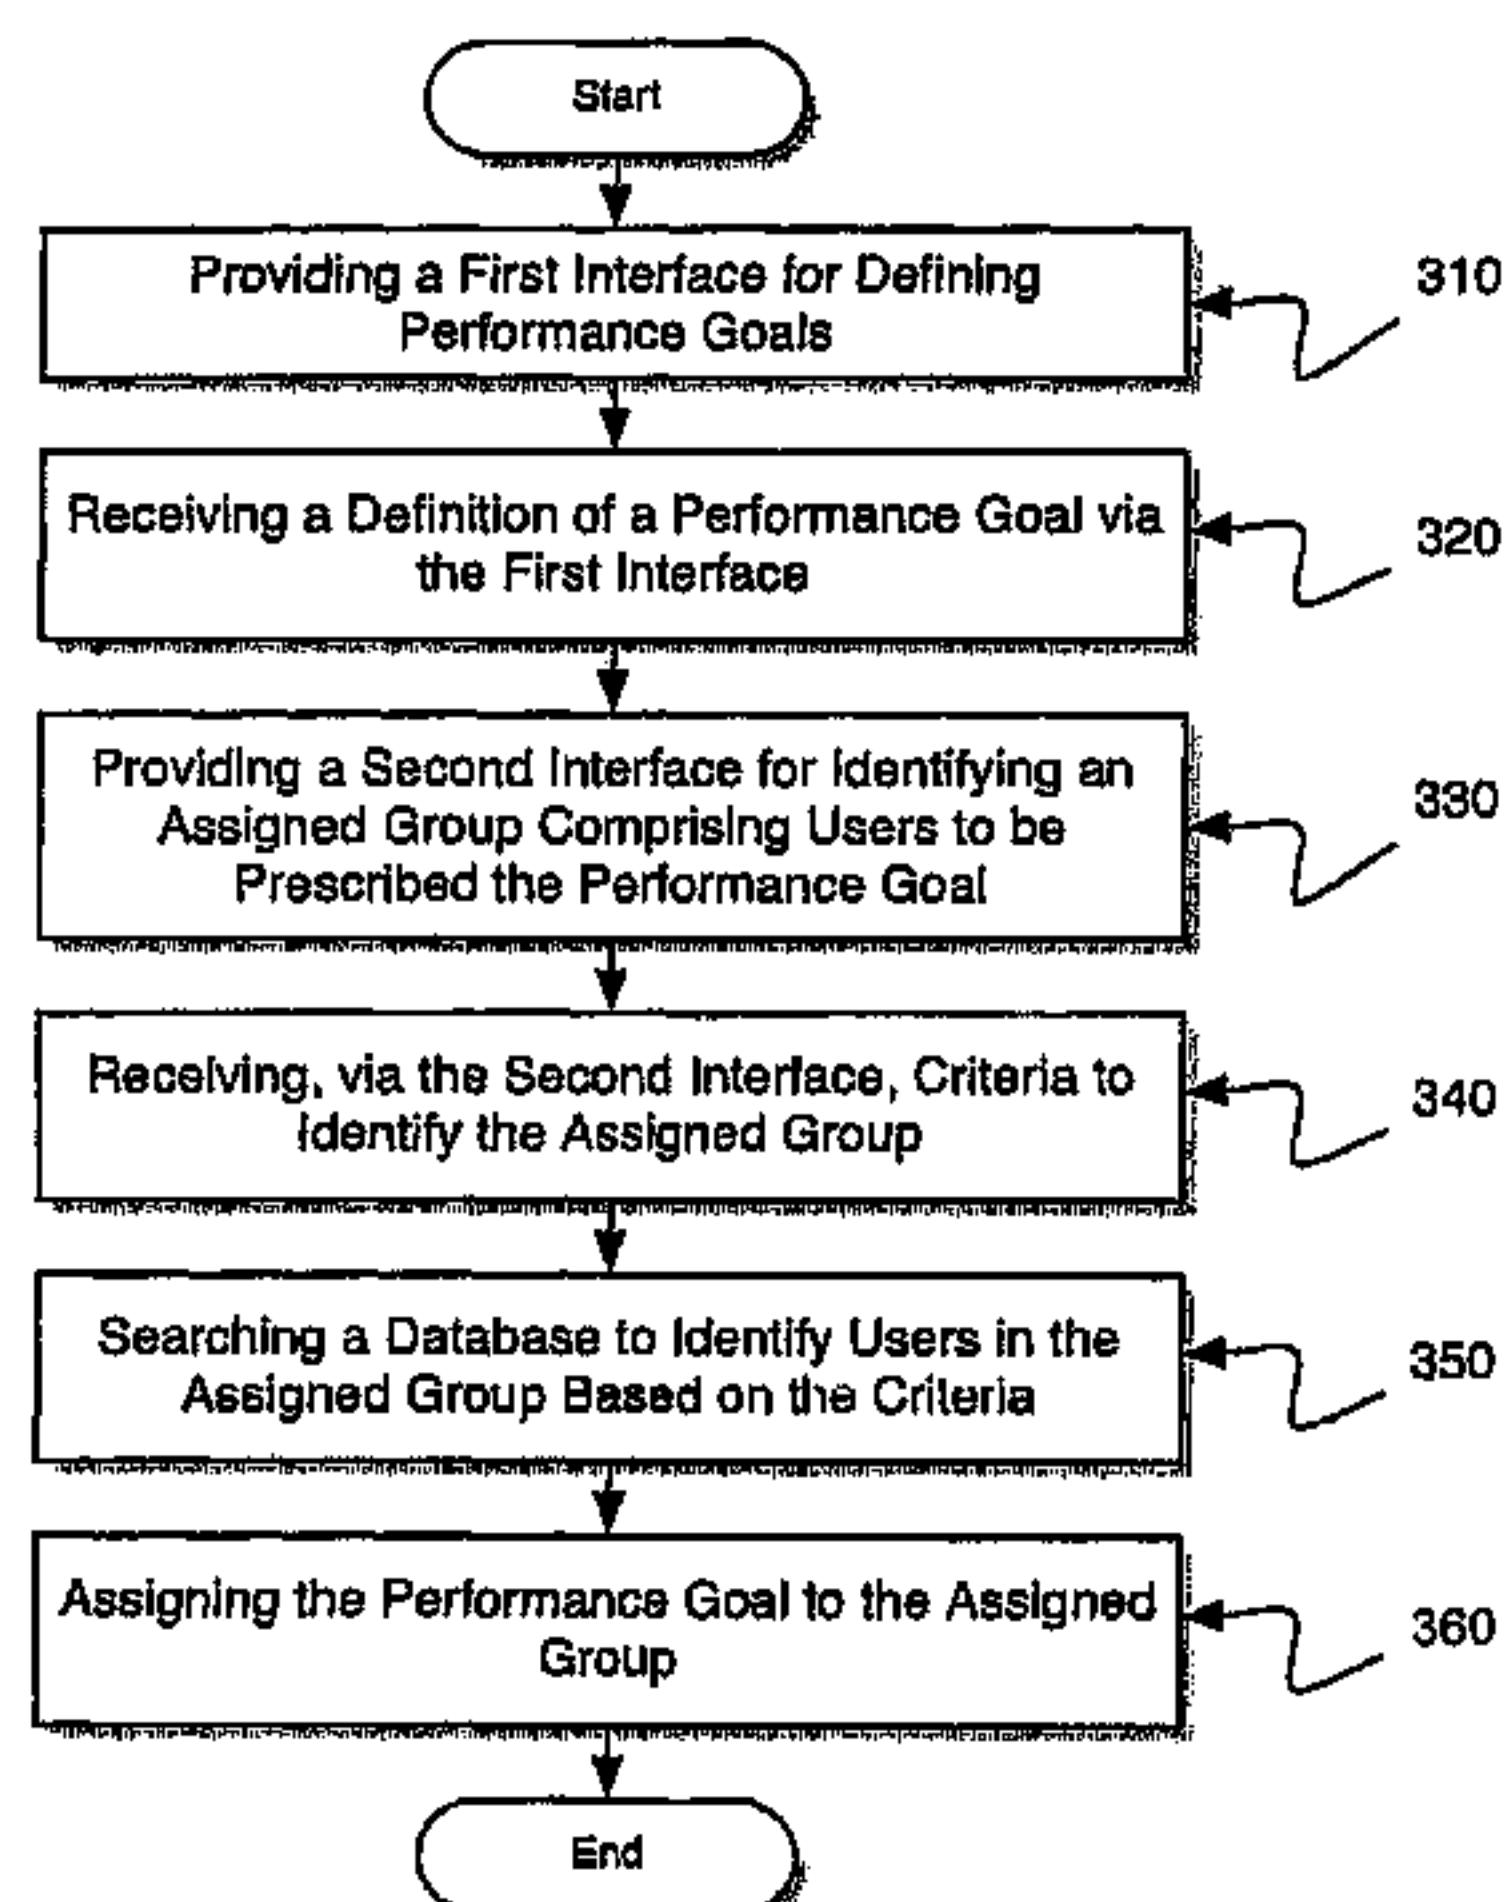 Start
Providing a First Interface for Defining
Performance Goals
310
Receiving a Definition of a Performance Goal via
the First Interface
320
Providing a Second Interface for Identifying an
Assigned Group Comprising Users to be
Prescribed the Performance Goal
330
Receiving, via the Second Interface, Criteria to
Identify the Assigned Group
340
Searching a Database to Identify Users in the
Assigned Group Based on the Criteria
350
Assigning the Performance Goal to the Assigned
Group
360
End